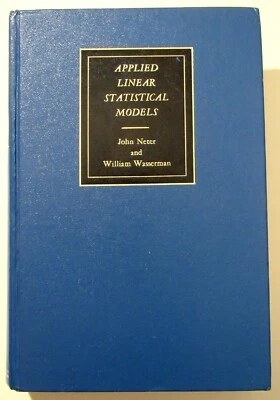 APPLIED
LINEAR
STATISTICAL
MODELS
John Neter
and
William Wasserman